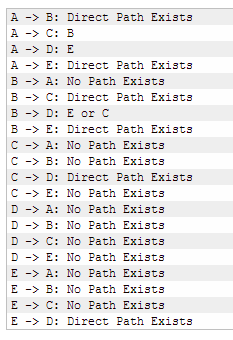 A -> B: Direct Path Exists
A -> C: B
A -> D: E
A -> E: Direct Path Exists
B -> A: No Path Exists
B -> C: Direct Path Exists
B -> D: E or C
B -> E: Direct Path Exists
C -> A: No Path Exists
C -> B: No Path Exists
C -> D: Direct Path Exists
C -> E: No Path Exists
D -> A: No Path Exists
D -> B: No Path Exists
D -> C: No Path Exists
D -> E: No Path Exists
E -> A: No Path Exists
E -> B: No Path Exists
E -> C: No Path Exists
E -> D: Direct Path Exists